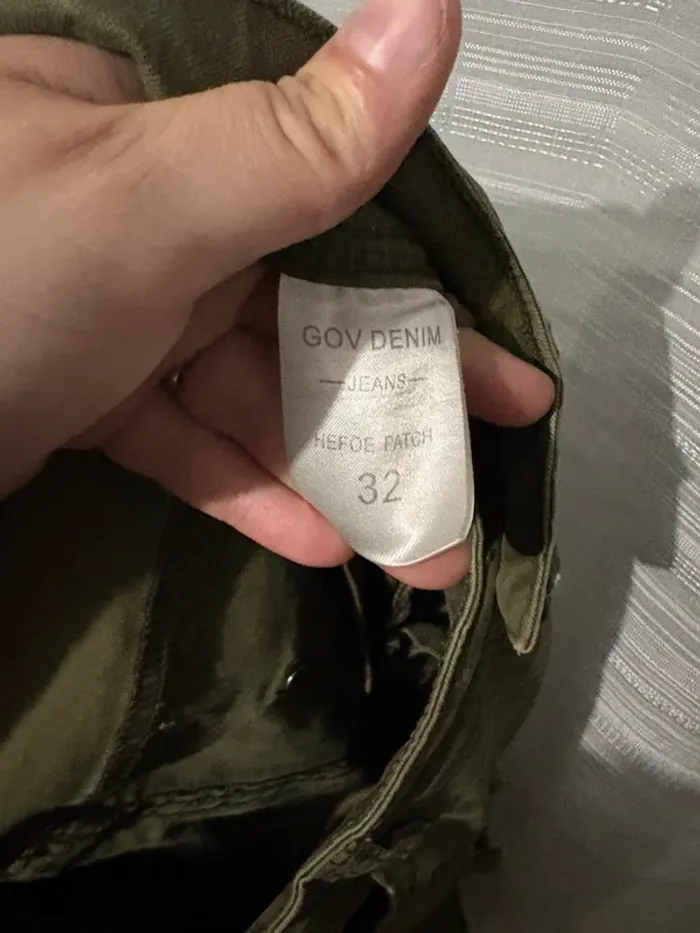 GOV DENIM
JEANS
HEFOE PATCH
32